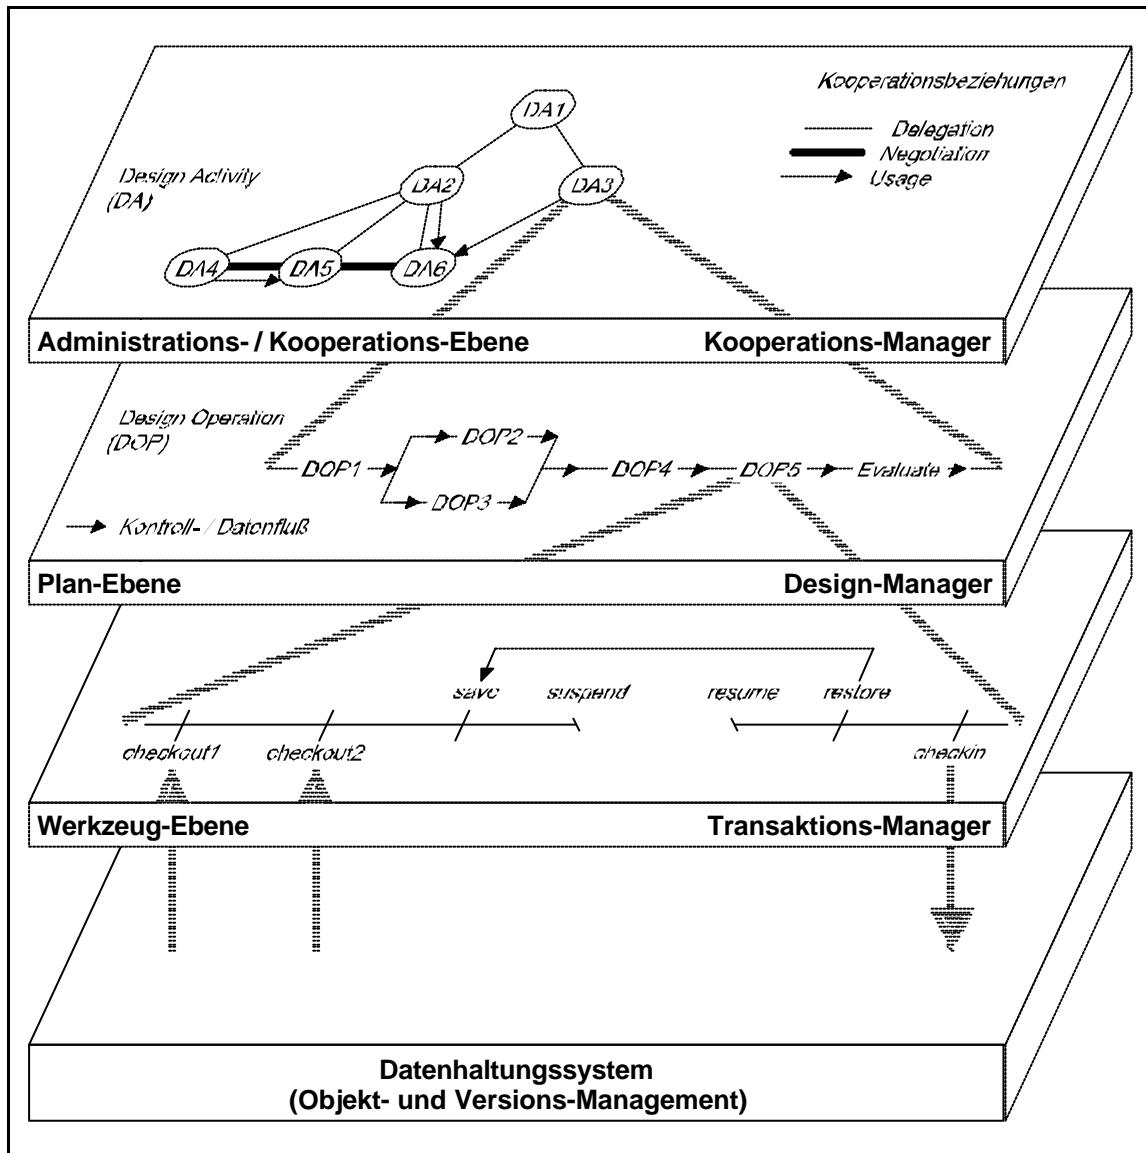 Kooperationsbeziehungen
DA1
Delegation
Negotiation
Usage
Design Activity
(DA)
DA2
DA3
DA4
DA5
DA6
Administrations- / Kooperations-Ebene
Kooperations-Manager
Design Operation
(DOP)
DOP2
DOP1
DOP4
DOP5
Evaluate
DOP3
Kontroll- / Datenfluß
Plan-Ebene
Design-Manager
save
suspend
resume
restore
checkout1
checkout2
checkin
Werkzeug-Ebene
Transaktions-Manager
Datenhaltungssystem
(Objekt- und Versions-Management)